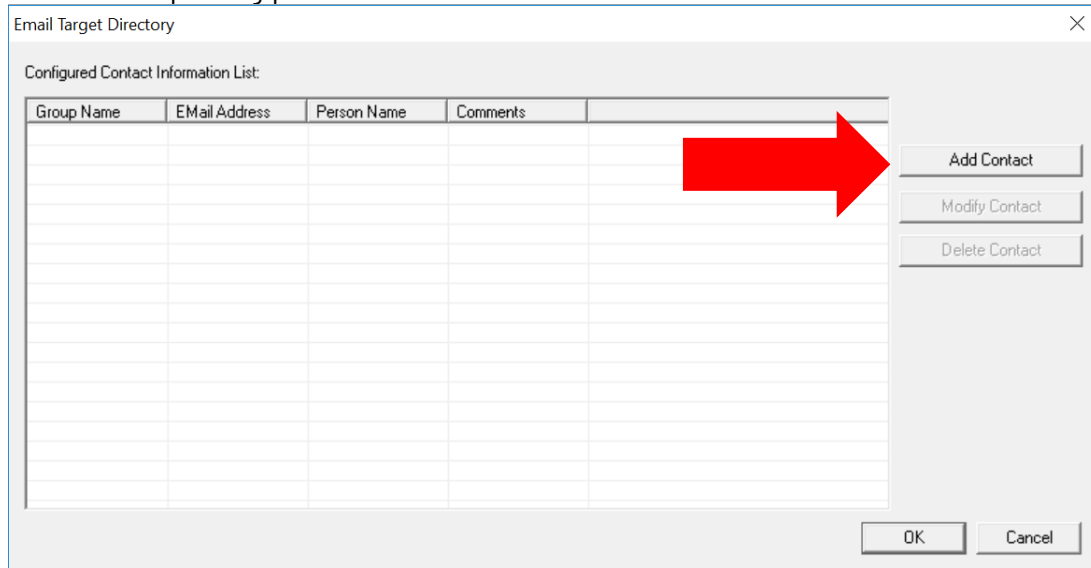 Email Target Directory
Configured Contact Information List:
Group Name EMail Address Person Name Comments
Add Contact
Modify Contact
Delete Contact
OK Cancel